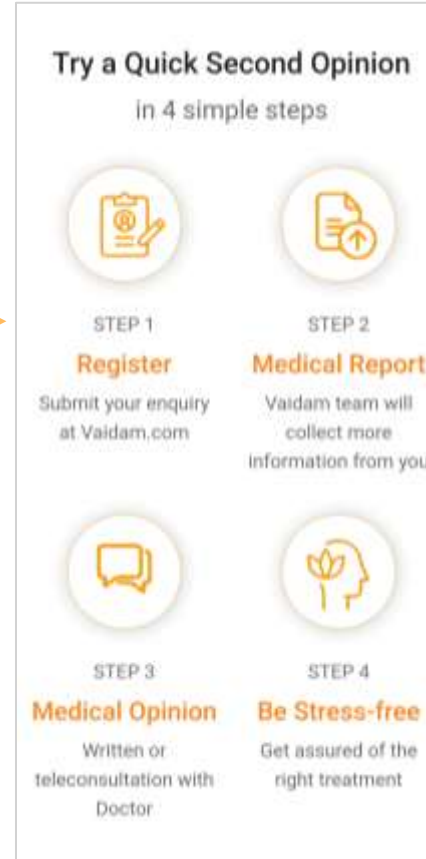 Try a Quick Second Opinion
in 4 simple steps
STEP 1
Register
Submit your enquiry
at Vaidam.com
STEP 2
Medical Report
Vaidam team will
collect more
information from you
STEP 3
Medical Opinion
Written or
teleconsultation with
Doctor
STEP 4
Be Stress-free
Get assured of the
right treatment